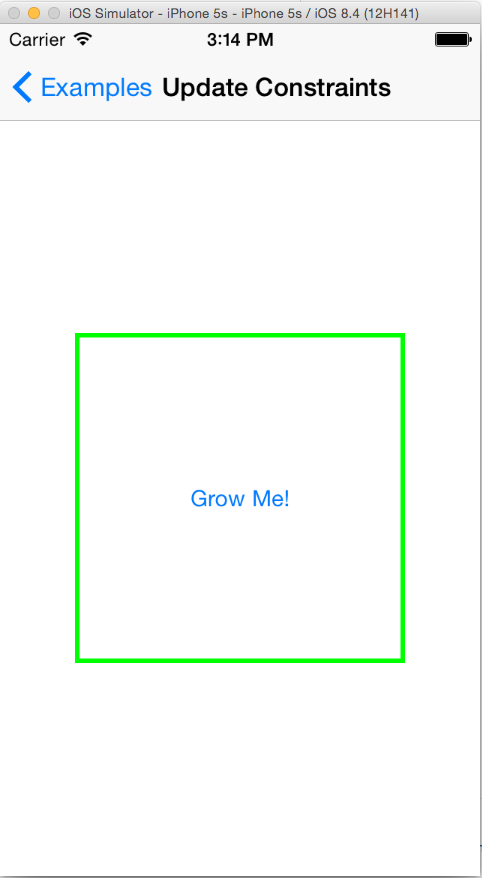 iOS Simulator - iPhone 5s - iPhone 5s / iOS 8.4 (12H141)
Carrier 3:14 PM
Examples Update Constraints
Grow Me!